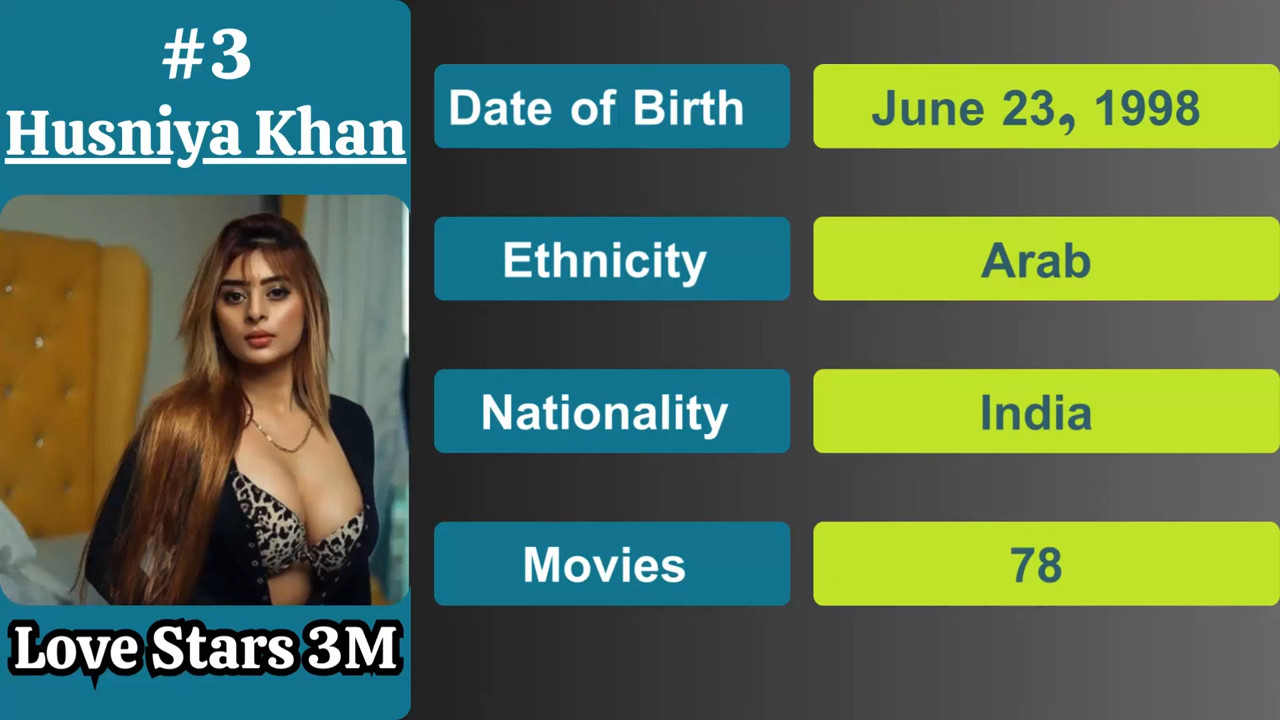 #3
Husniya Khan
Love Stars 3M
Date of Birth
June 23, 1998
Ethnicity
Arab
Nationality
India
Movies
78